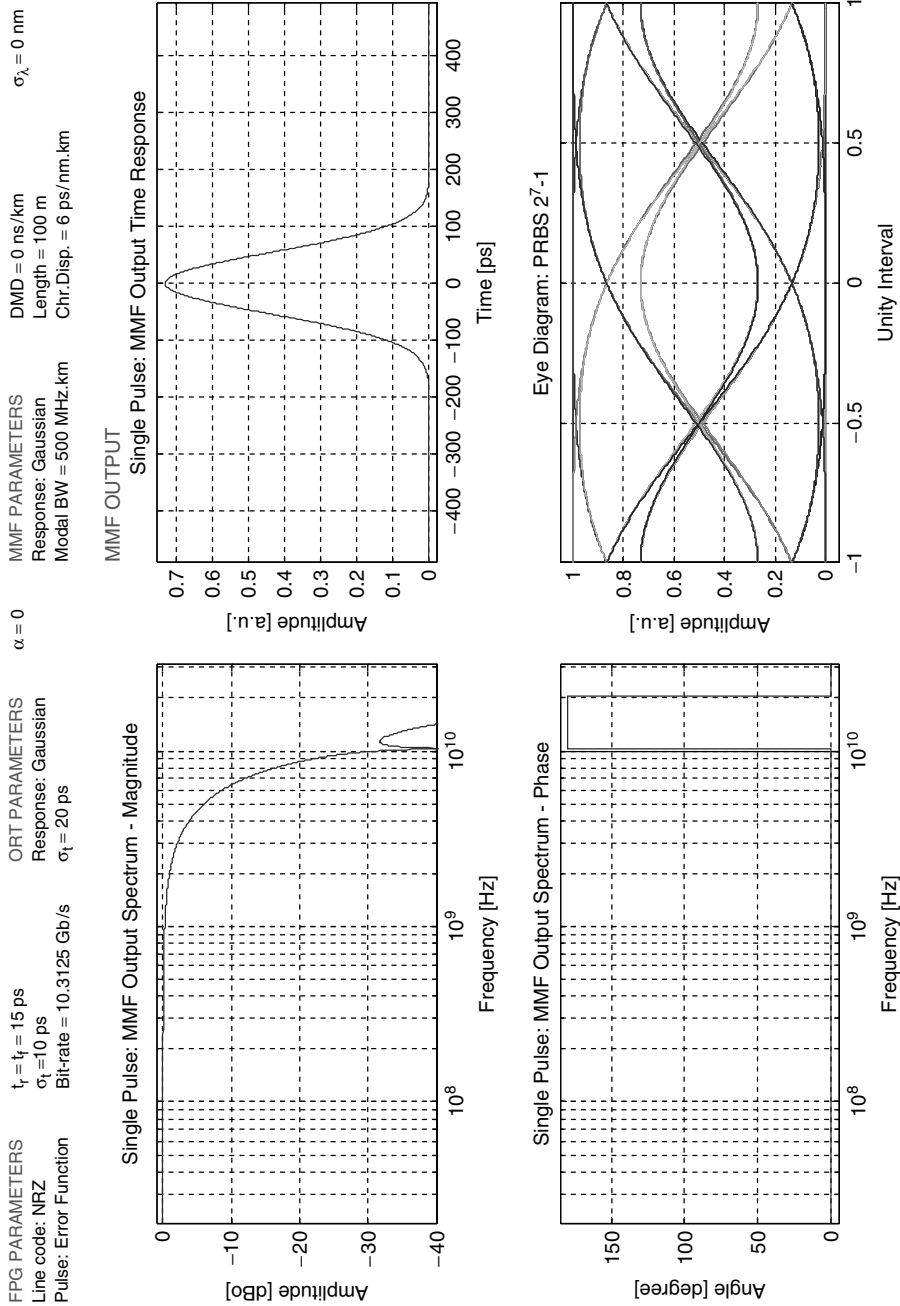 FPG PARAMETERS
Line code: NRZ
Pulse: Error Function
t_r = t_f = 15 ps
σ_t =10 ps
Bit-rate = 10.3125 Gb/s
ORT PARAMETERS
Response: Gaussian
σ_t = 20 ps
α = 0
MMF PARAMETERS
Response: Gaussian
Modal BW = 500 MHz.km
DMD = 0 ns/km
Length = 100 m
Chr.Disp. = 6 ps/nm.km
σ_λ = 0 nm
Single Pulse: MMF Output Spectrum - Magnitude
Amplitude [dBo]
0
−10
−20
−30
−40
10^8 10^9 10^10
Frequency [Hz]
MMF OUTPUT
Single Pulse: MMF Output Time Response
Amplitude [a.u.]
0.7
0.6
0.5
0.4
0.3
0.2
0.1
0
−400 −300 −200 −100 0 100 200 300 400
Time [ps]
Single Pulse: MMF Output Spectrum - Phase
Angle [degree]
150
100
50
0
10^8 10^9 10^10
Frequency [Hz]
Eye Diagram: PRBS 2^7-1
Amplitude [a.u.]
1
0.8
0.6
0.4
0.2
0
−1 −0.5 0 0.5 1
Unity Interval